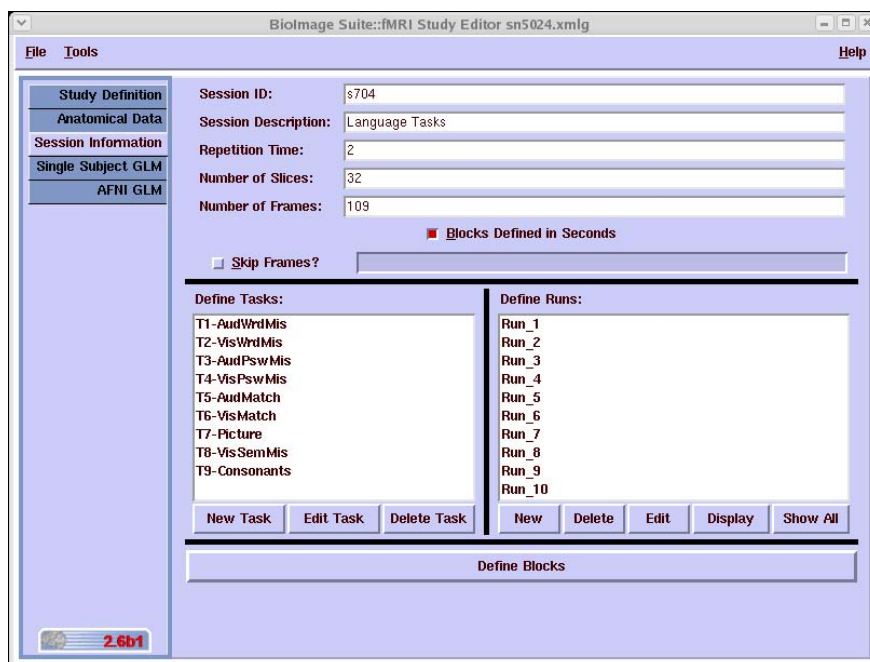 BioImage Suite::fMRI Study Editor sn5024.xmlg
File Tools Help
Study Definition
Anatomical Data
Session Information
Single Subject GLM
AFNI GLM
Session ID: s704
Session Description: Language Tasks
Repetition Time: 2
Number of Slices: 32
Number of Frames: 109
Blocks Defined in Seconds
Skip Frames?
Define Tasks:
T1-AudWrdMis
T2-VisWrdMis
T3-AudPswMis
T4-VisPswMis
T5-AudMatch
T6-VisMatch
T7-Picture
T8-VisSemMis
T9-Consonants
New Task Edit Task Delete Task
Define Runs:
Run_1
Run_2
Run_3
Run_4
Run_5
Run_6
Run_7
Run_8
Run_9
Run_10
New Delete Edit Display Show All
Define Blocks
2.6b1